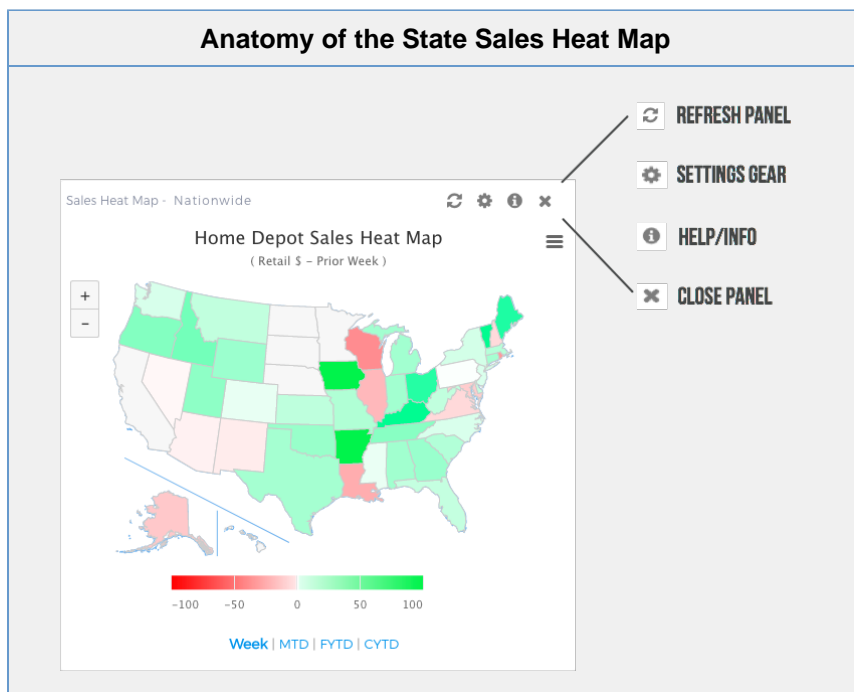 Anatomy of the State Sales Heat Map
REFRESH PANEL
SETTINGS GEAR
HELP/INFO
CLOSE PANEL
Sales Heat Map - Nationwide
Home Depot Sales Heat Map
( Retail $ – Prior Week )
+
-
-100 -50 0 50 100
Week | MTD | FYTD | CYTD